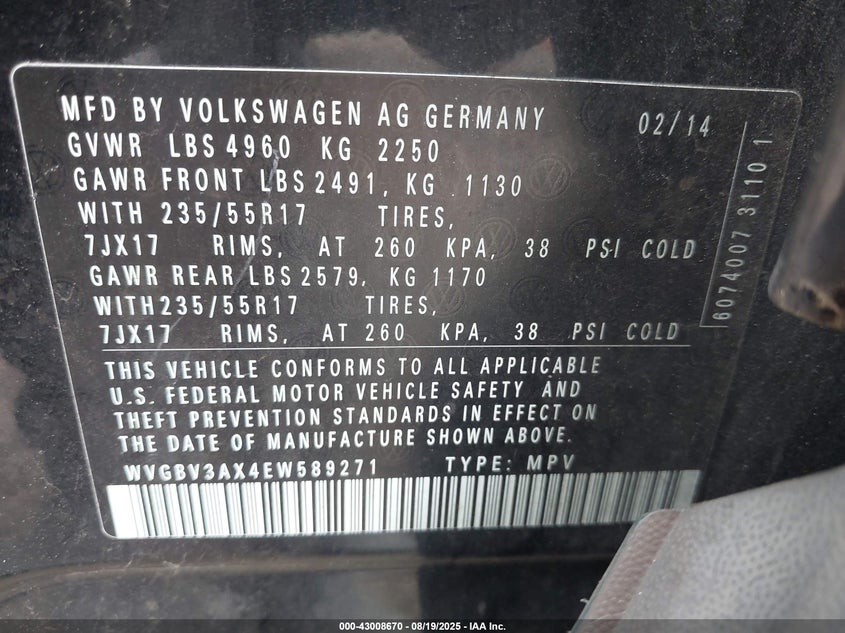 MFD BY VOLKSWAGEN AG GERMANY 02/14
GVWR LBS 4960 KG 2250
GAWR FRONT LBS 2491, KG 1130
WITH 235/55R17 TIRES,
7JX17 RIMS, AT 260 KPA, 38 PSI COLD
GAWR REAR LBS 2579, KG 1170
WITH 235/55R17 TIRES,
7JX17 RIMS, AT 260 KPA, 38 PSI COLD
THIS VEHICLE CONFORMS TO ALL APPLICABLE
U.S. FEDERAL MOTOR VEHICLE SAFETY AND
THEFT PREVENTION STANDARDS IN EFFECT ON
THE DATE OF MANUFACTURE SHOWN ABOVE.
WVGBV3AX4EW589271 TYPE: MPV
6074007 3110 1
000-43008670 - 08/19/2025 - IAA Inc.